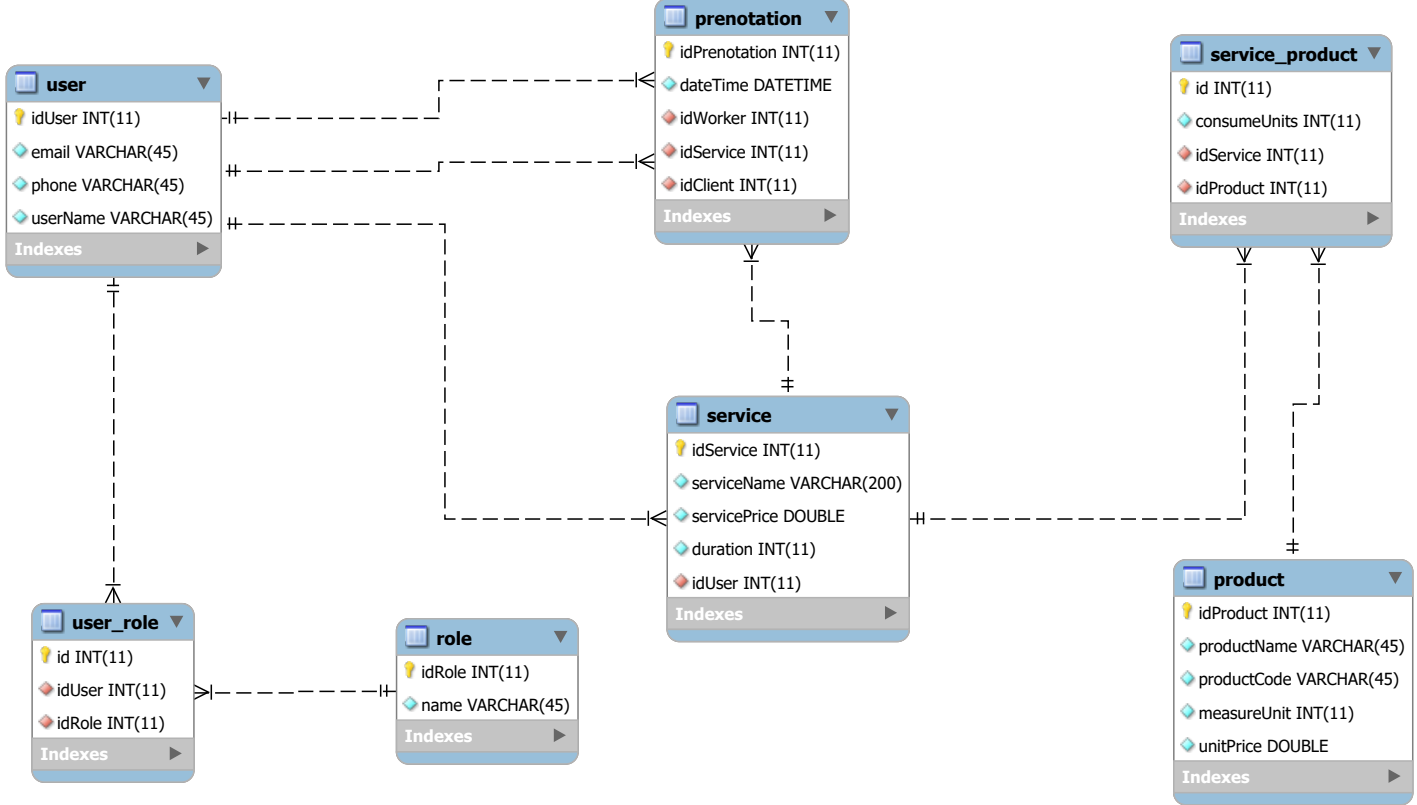 user
idUser INT(11)
email VARCHAR(45)
phone VARCHAR(45)
userName VARCHAR(45)
Indexes
prenotation
idPrenotation INT(11)
dateTime DATETIME
idWorker INT(11)
idService INT(11)
idClient INT(11)
Indexes
service_product
id INT(11)
consumeUnits INT(11)
idService INT(11)
idProduct INT(11)
Indexes
service
idService INT(11)
serviceName VARCHAR(200)
servicePrice DOUBLE
duration INT(11)
idUser INT(11)
Indexes
product
idProduct INT(11)
productName VARCHAR(45)
productCode VARCHAR(45)
measureUnit INT(11)
unitPrice DOUBLE
Indexes
user_role
id INT(11)
idUser INT(11)
idRole INT(11)
Indexes
role
idRole INT(11)
name VARCHAR(45)
Indexes